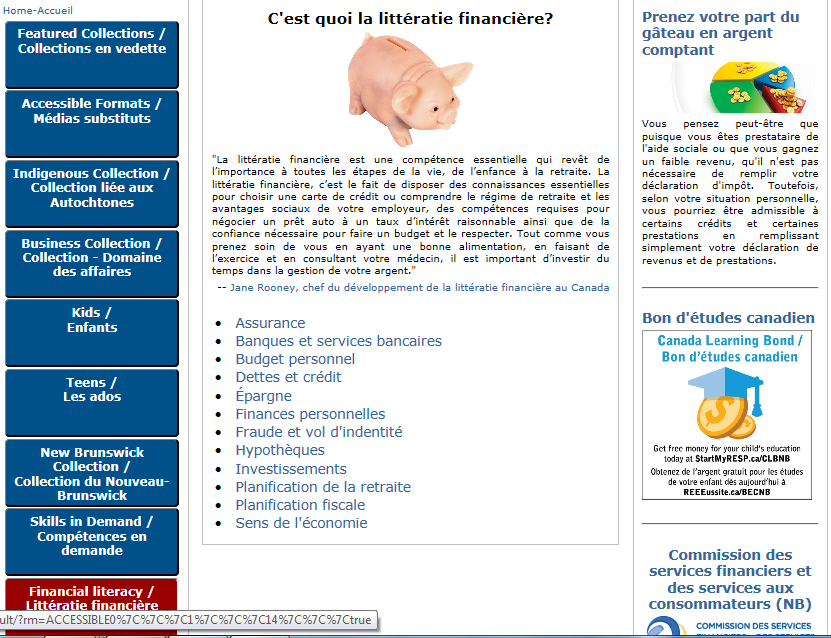 Home-Accueil
Featured Collections /
Collections en vedette
Accessible Formats /
Médias substituts
Indigenous Collection /
Collection liée aux
Autochtones
Business Collection /
Collection - Domaine
des affaires
Kids /
Enfants
Teens /
Les ados
New Brunswick
Collection /
Collection du Nouveau-
Brunswick
Skills in Demand /
Compétences en
demande
Financial literacy /
Littératie financière
ult/?rm=ACCESSIBLE0%7C%7C%7C1%7C%7C%7C14%7C%7C%7Ctrue
C'est quoi la littératie financière?
"La littératie financière est une compétence essentielle qui revêt de
l’importance à toutes les étapes de la vie, de l’enfance à la retraite. La
littératie financière, c’est le fait de disposer des connaissances essentielles
pour choisir une carte de crédit ou comprendre le régime de retraite et les
avantages sociaux de votre employeur, des compétences requises pour
négocier un prêt auto à un taux d’intérêt raisonnable ainsi que de la
confiance nécessaire pour faire un budget et le respecter. Tout comme vous
prenez soin de vous en ayant une bonne alimentation, en faisant de
l’exercice et en consultant votre médecin, il est important d’investir du
temps dans la gestion de votre argent."
-- Jane Rooney, chef du développement de la littératie financière au Canada
Assurance
Banques et services bancaires
Budget personnel
Dettes et crédit
Épargne
Finances personnelles
Fraude et vol d'indentité
Hypothèques
Investissements
Planification de la retraite
Planification fiscale
Sens de l'économie
Prenez votre part du
gâteau en argent
comptant
Vous pensez peut-être que
puisque vous êtes prestataire de
l'aide sociale ou que vous gagnez
un faible revenu, qu'il n'est pas
nécessaire de remplir votre
déclaration d'impôt. Toutefois,
selon votre situation personnelle,
vous pourriez être admissible à
certains crédits et certaines
prestations en remplissant
simplement votre déclaration de
revenus et de prestations.
Bon d'études canadien
Canada Learning Bond /
Bon d'études canadien
Get free money for your child's education
today at StartMyRESP.ca/CLBNB
Obtenez de l'argent gratuit pour les études
de votre enfant dès aujourd'hui à
REEEussite.ca/BECNB
Commission des
services financiers et
des services aux
consommateurs (NB)
COMMISSION DES SERVICES